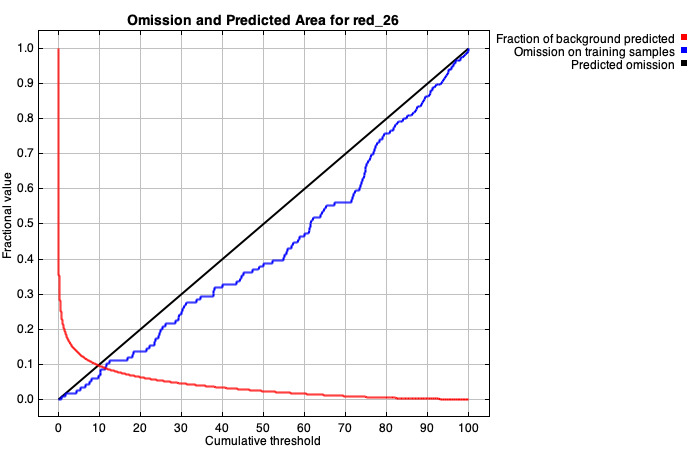 Omission and Predicted Area for red_26
Fraction of background predicted
Omission on training samples
Predicted omission
Fractional value
1.0
0.9
0.8
0.7
0.6
0.5
0.4
0.3
0.2
0.1
0.0
0 10 20 30 40 50 60 70 80 90 100
Cumulative threshold